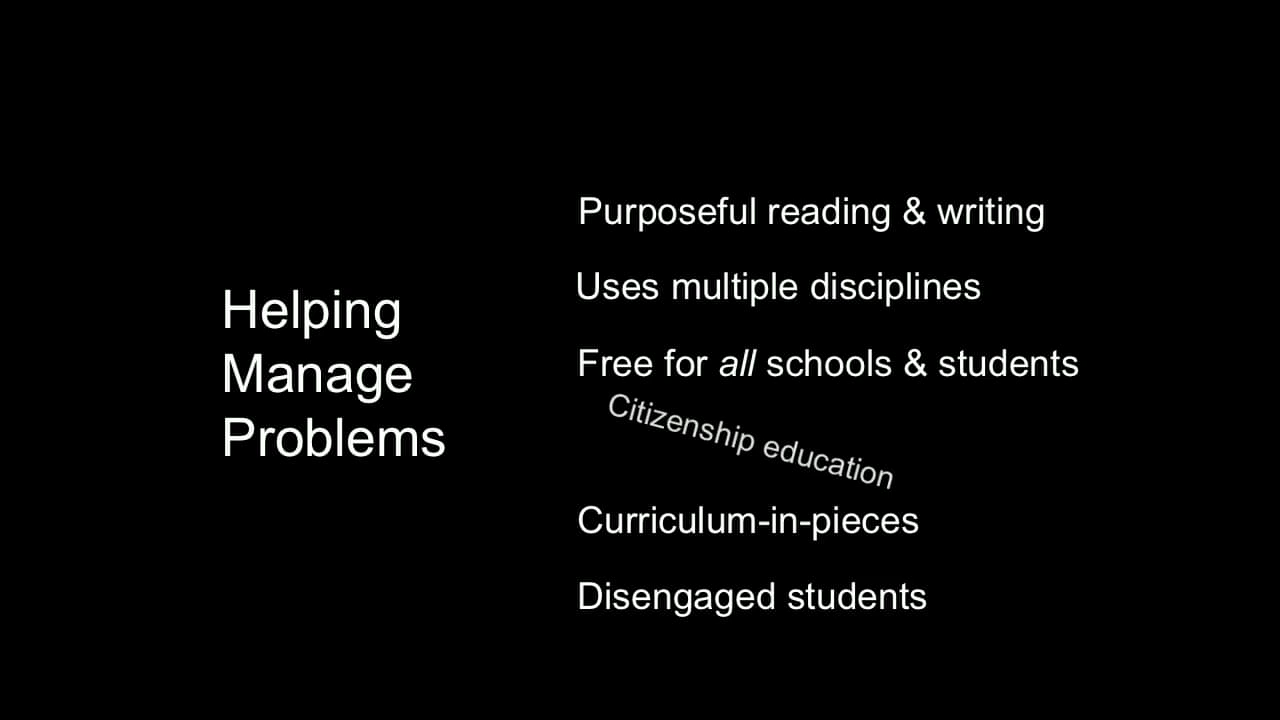 Helping
Manage
Problems
Purposeful reading & writing
Uses multiple disciplines
Free for all schools & students
Citizenship education
Curriculum-in-pieces
Disengaged students